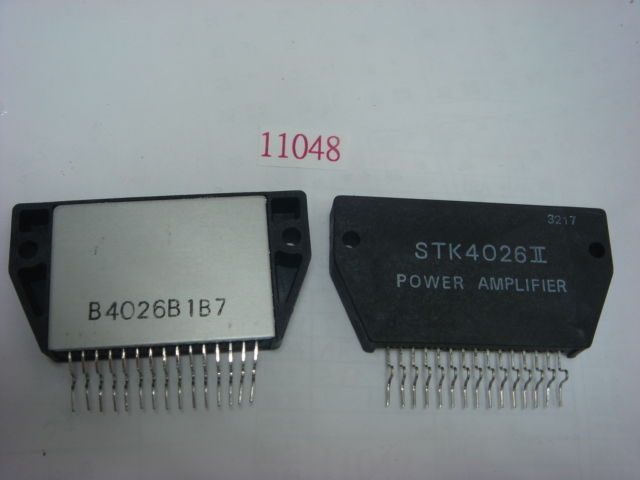 11048
B4026B1B7
3217
STK4026II
POWER AMPLIFIER